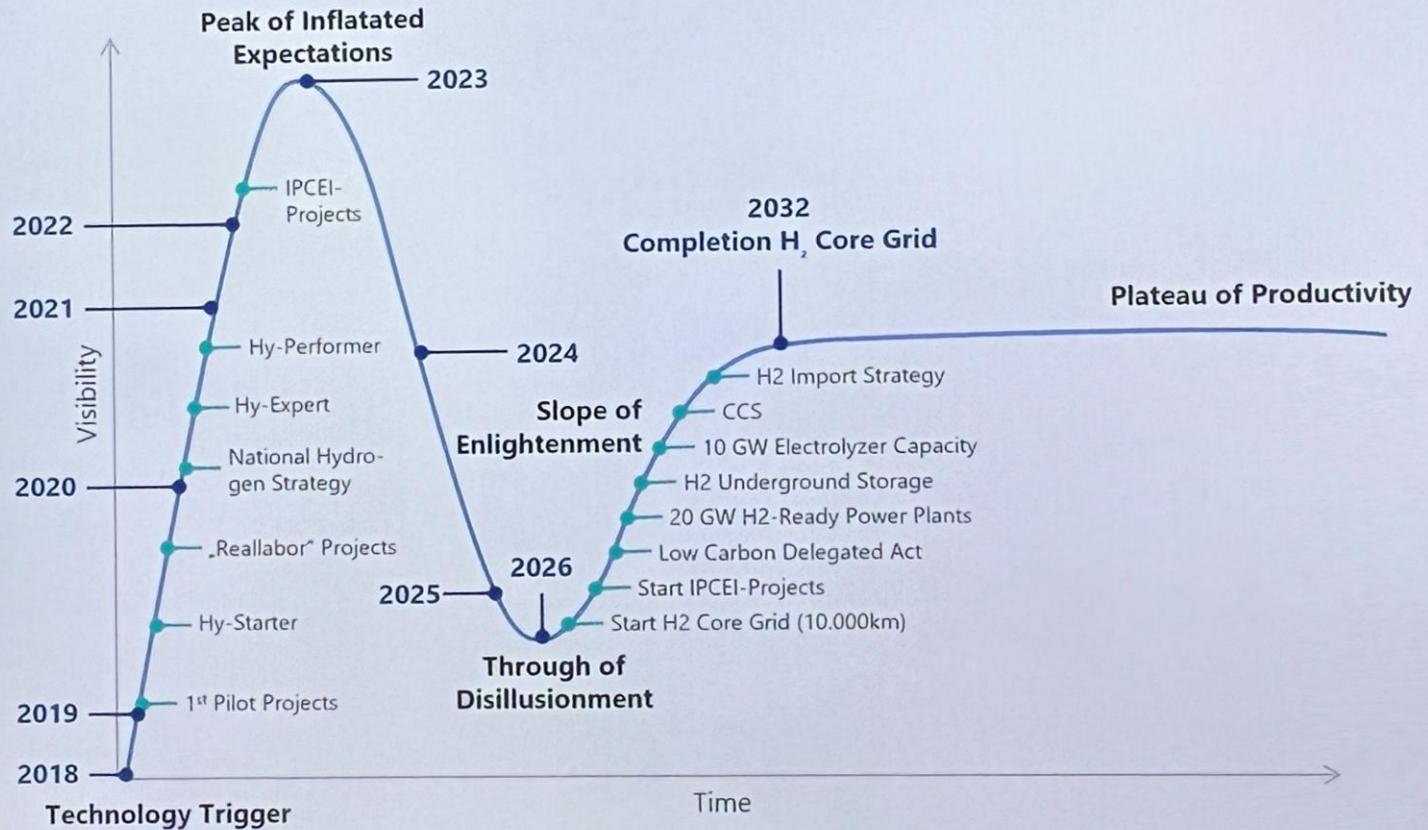 Peak of Inflatated
Expectations
2023
IPCEI-
Projects
2022
2021
Hy-Performer
Hy-Expert
National Hydro-
gen Strategy
2020
„Reallabor“ Projects
Hy-Starter
1st Pilot Projects
2019
2018
Technology Trigger
Visibility
Time
2024
2025
2026
Through of
Disillusionment
Slope of
Enlightenment
2032
Completion H₂ Core Grid
Plateau of Productivity
H2 Import Strategy
CCS
10 GW Electrolyzer Capacity
H2 Underground Storage
20 GW H2-Ready Power Plants
Low Carbon Delegated Act
Start IPCEI-Projects
Start H2 Core Grid (10.000km)